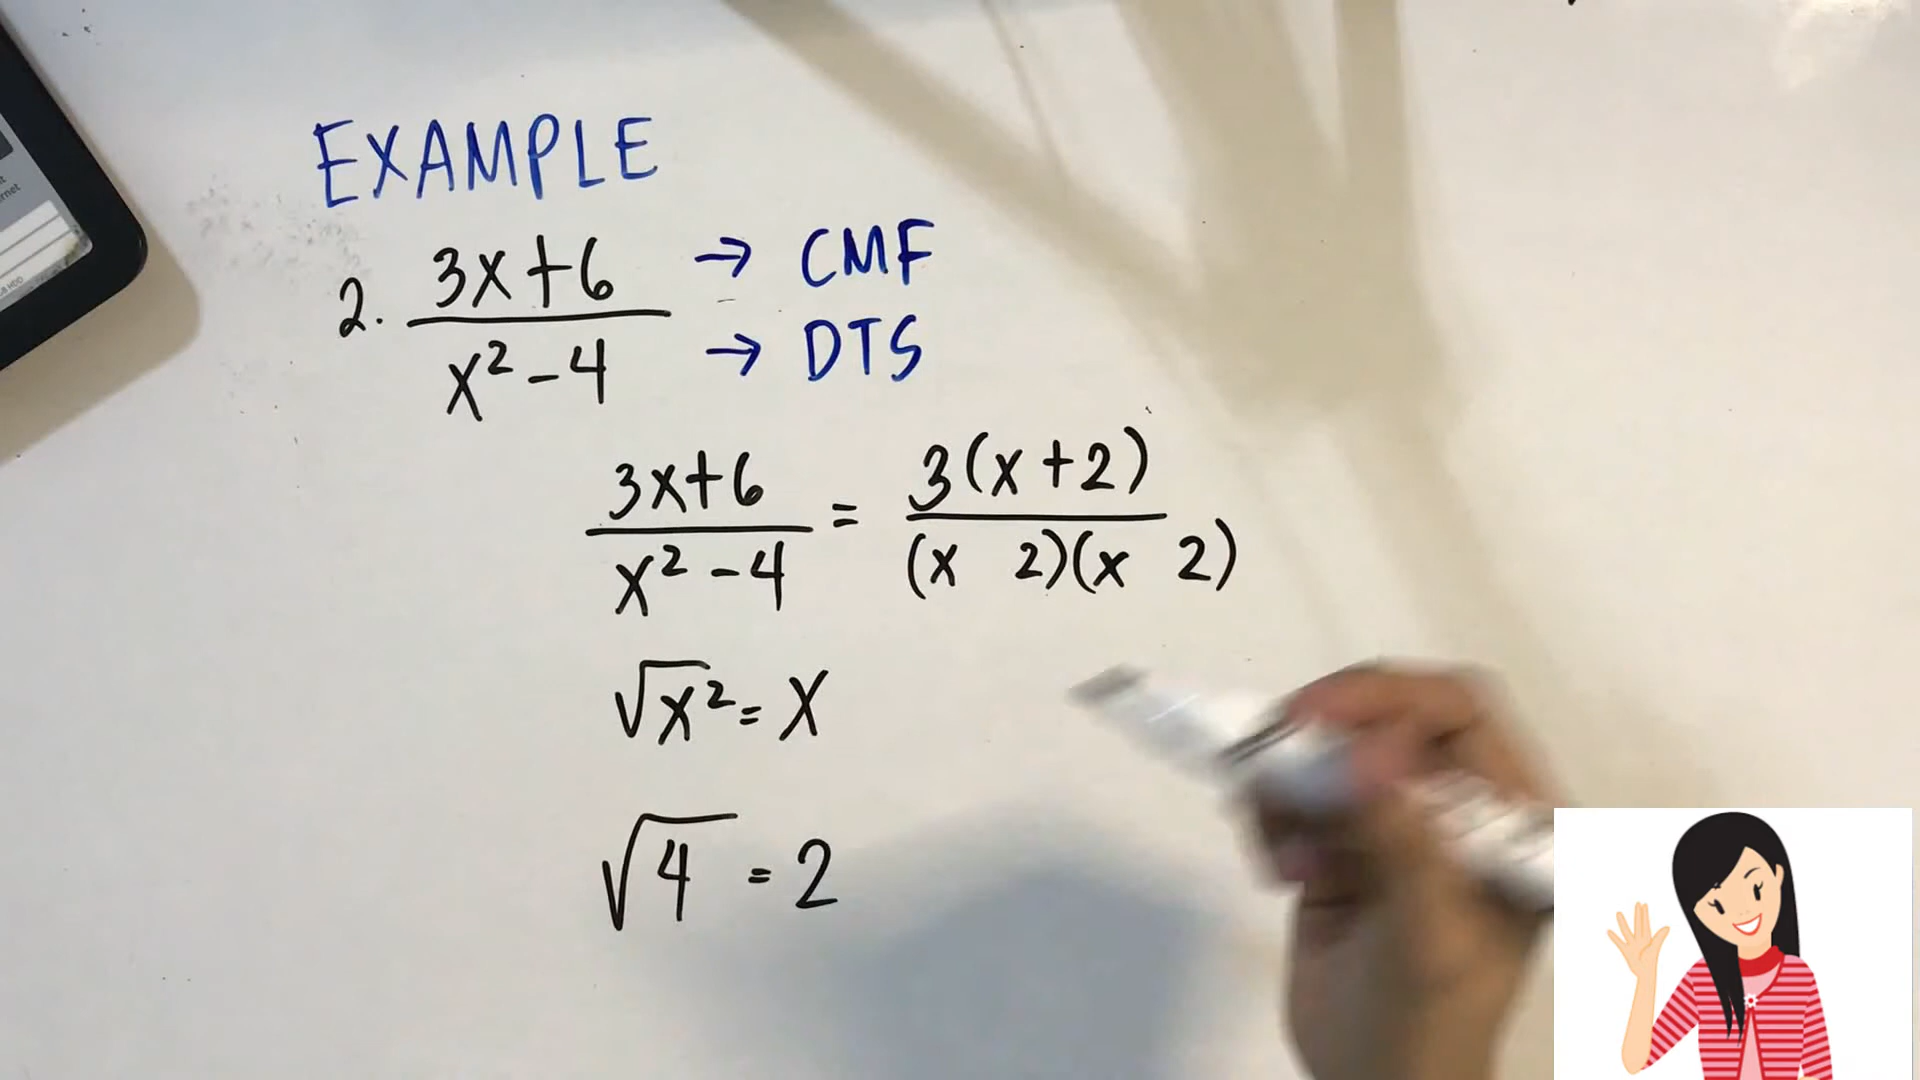 EXAMPLE
2. 3x+6 → CMF
x²-4 → DTS
3x+6 = 3(x+2)
x²-4 (x 2)(x 2)
√x² = x
√4 = 2